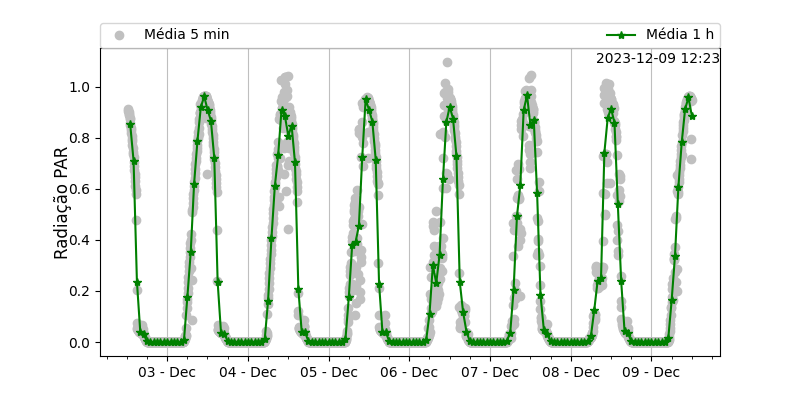 Média 5 min
Média 1 h
2023-12-09 12:23
Radiação PAR
1.0
0.8
0.6
0.4
0.2
0.0
03 - Dec
04 - Dec
05 - Dec
06 - Dec
07 - Dec
08 - Dec
09 - Dec